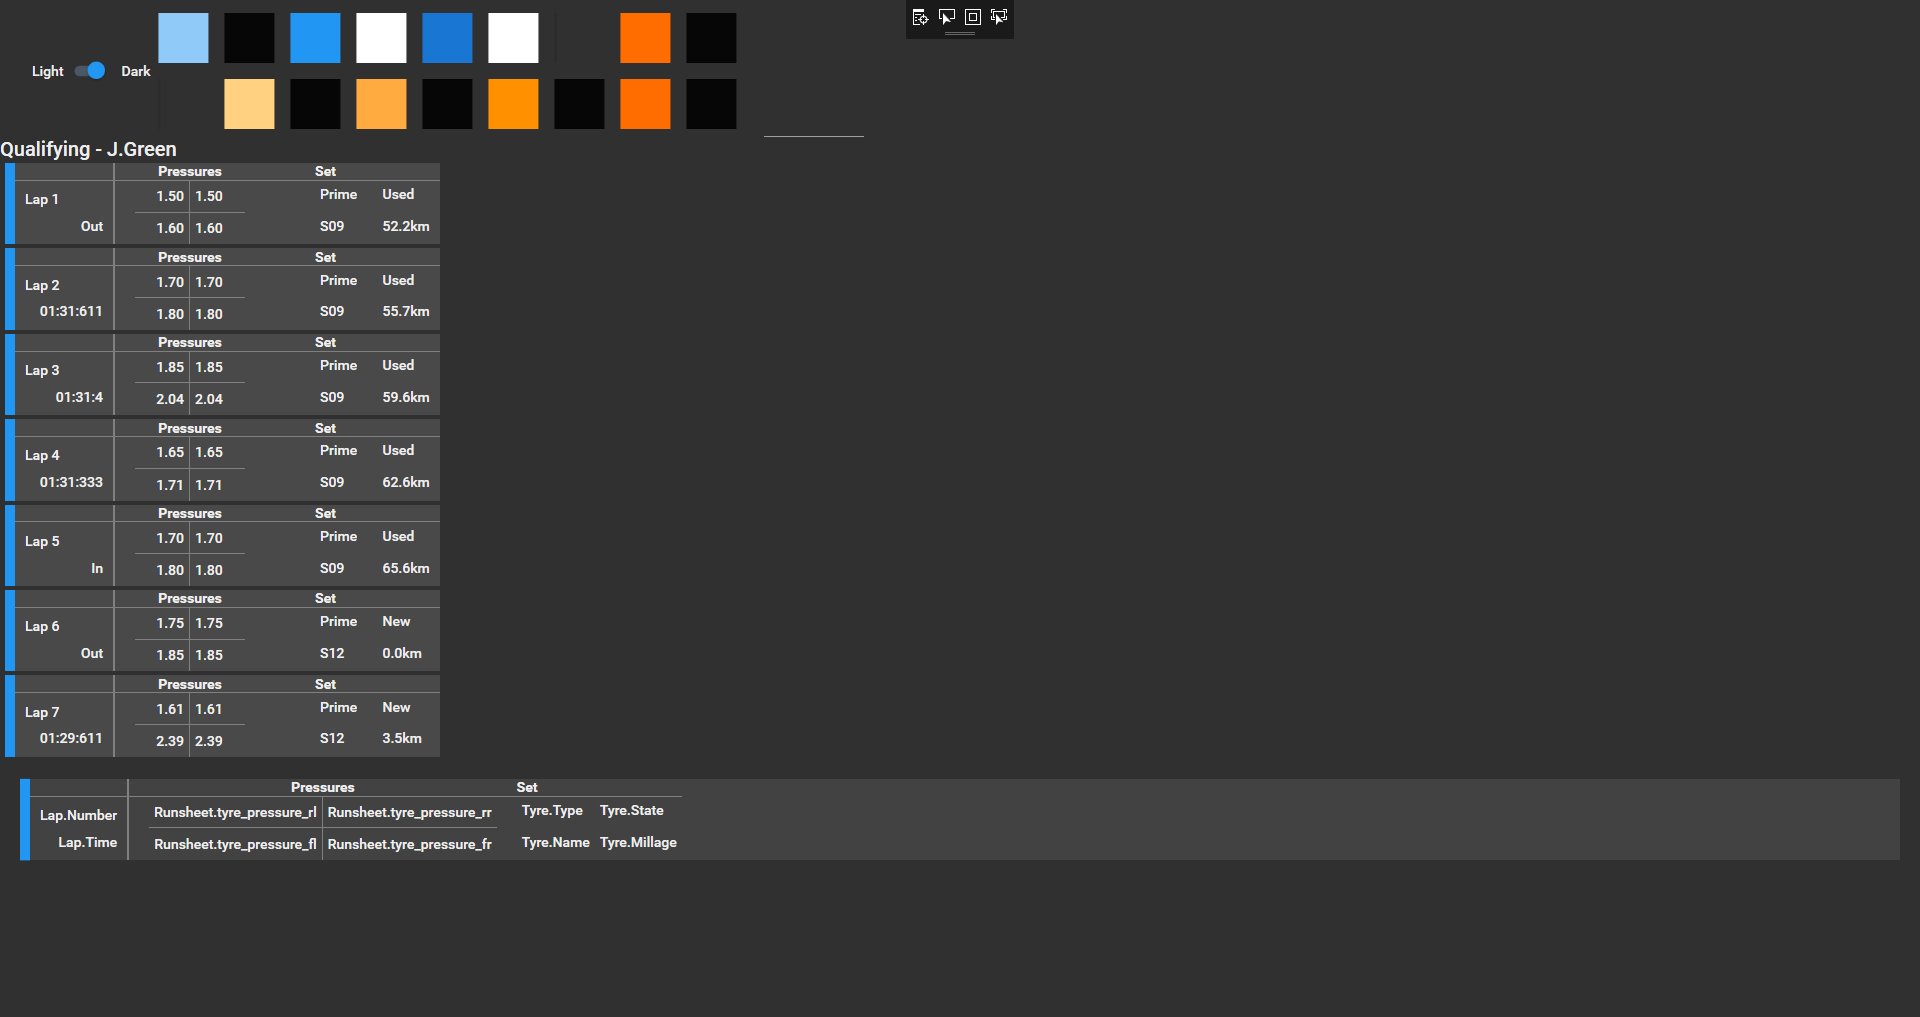 Light Dark
Qualifying - J.Green
Pressures Set
Lap 1 1.50 1.50 Prime Used
Out 1.60 1.60 S09 52.2km
Pressures Set
Lap 2 1.70 1.70 Prime Used
01:31:611 1.80 1.80 S09 55.7km
Pressures Set
Lap 3 1.85 1.85 Prime Used
01:31:4 2.04 2.04 S09 59.6km
Pressures Set
Lap 4 1.65 1.65 Prime Used
01:31:333 1.71 1.71 S09 62.6km
Pressures Set
Lap 5 1.70 1.70 Prime Used
In 1.80 1.80 S09 65.6km
Pressures Set
Lap 6 1.75 1.75 Prime New
Out 1.85 1.85 S12 0.0km
Pressures Set
Lap 7 1.61 1.61 Prime New
01:29:611 2.39 2.39 S12 3.5km
Pressures Set
Lap.Number Runsheet.tyre_pressure_rl Runsheet.tyre_pressure_rr Tyre.Type Tyre.State
Lap.Time Runsheet.tyre_pressure_fl Runsheet.tyre_pressure_fr Tyre.Name Tyre.Millage